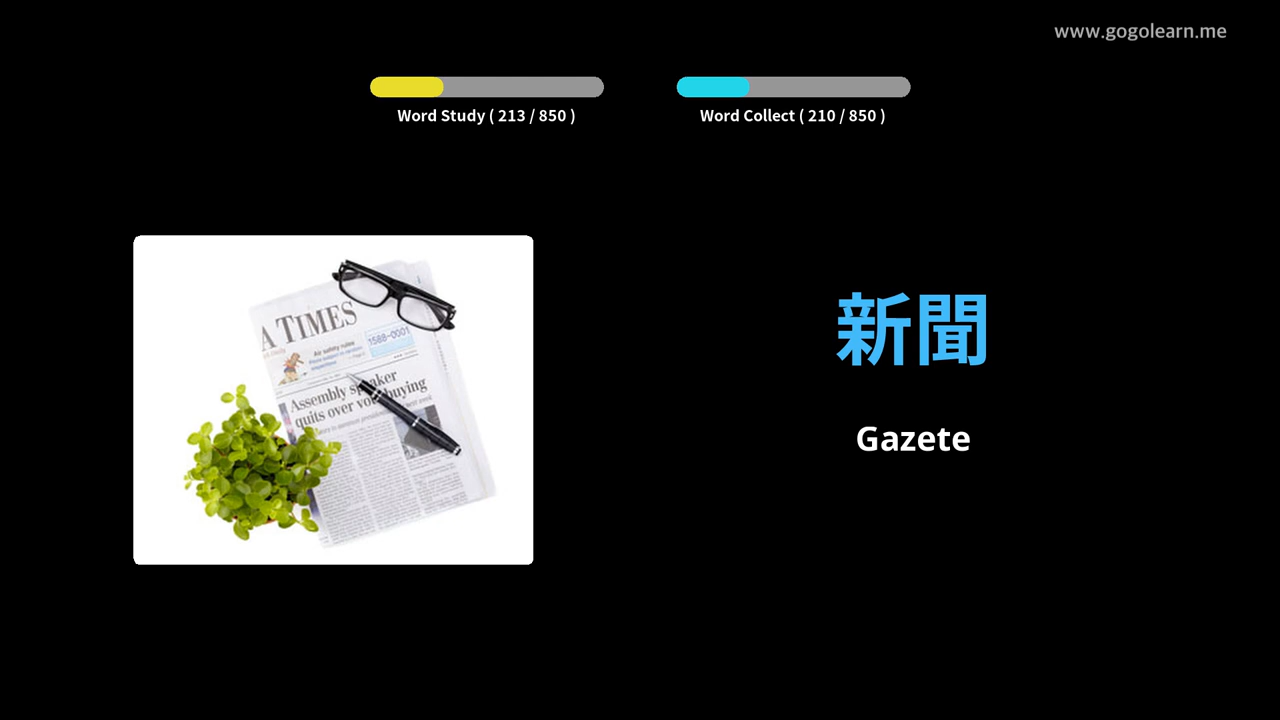 www.gogolearn.me
Word Study ( 213 / 850 )
Word Collect ( 210 / 850 )
A TIMES
Air safety rules
1588-0001
Assembly speaker
quits over vote buying
新聞
Gazete